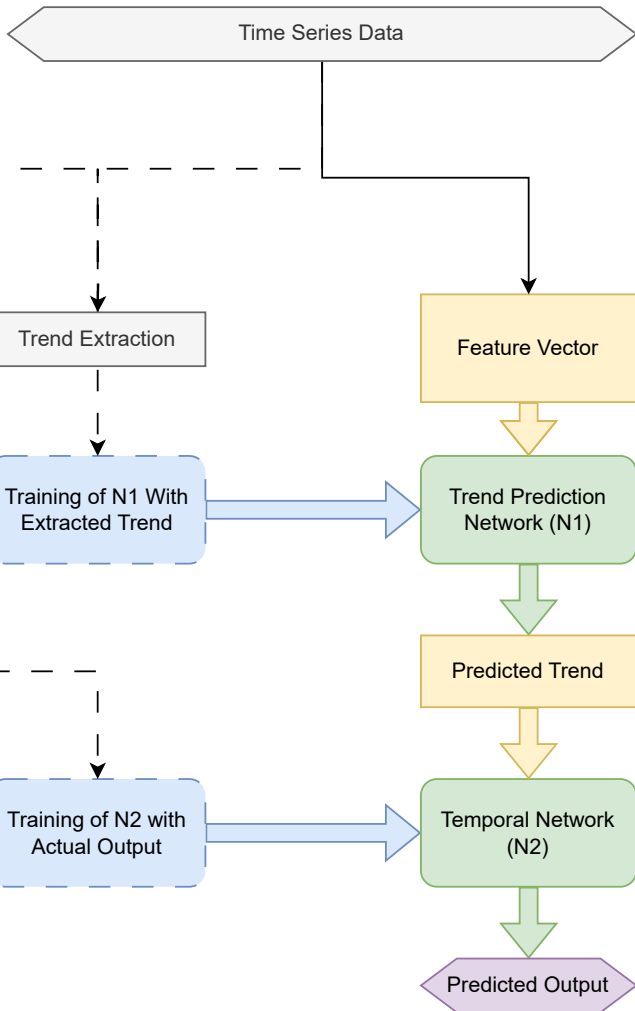 Time Series Data
Trend Extraction
Feature Vector
Training of N1 With
Extracted Trend
Trend Prediction
Network (N1)
Predicted Trend
Training of N2 with
Actual Output
Temporal Network
(N2)
Predicted Output